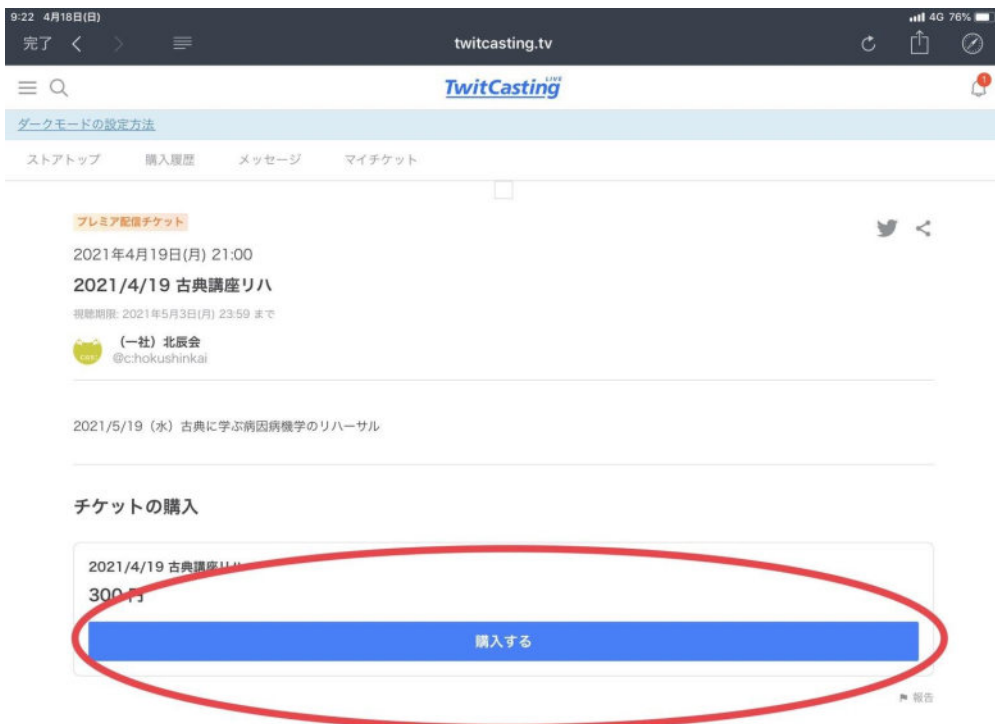 9:22 4月18日(日)
4G 76%
完了
twitcasting.tv
TwitCasting LIVE
1
ダークモードの設定方法
ストアトップ 購入履歴 メッセージ マイチケット
プレミア配信チケット
2021年4月19日(月) 21:00
2021/4/19 古典講座リハ
視聴期限: 2021年5月3日(月) 23:59 まで
（一社）北辰会
cas:
@c:hokushinkai
2021/5/19（水）古典に学ぶ病因病機学のリハーサル
チケットの購入
2021/4/19 古典講座リハ
300 円
購入する
報告